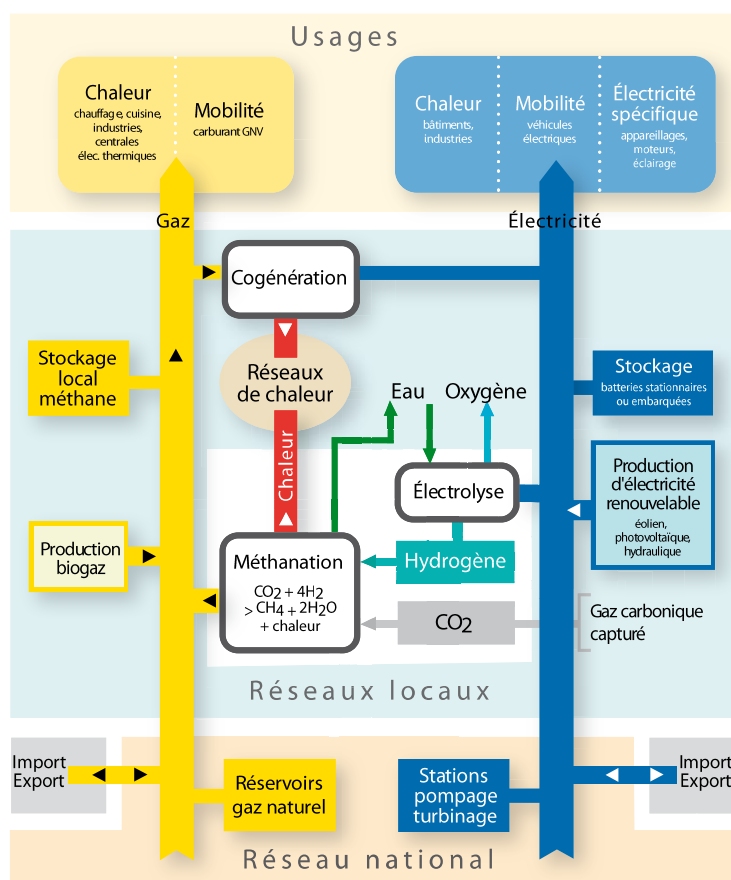 Usages
Chaleur
chauffage, cuisine,
industries,
centrales
élec. thermiques
Mobilité
carburant GNV
Chaleur
bâtiments,
industries
Mobilité
véhicules
électriques
Électricité
spécifique
appareillages,
moteurs,
éclairage
Gaz
Électricité
Cogénération
Stockage
local
méthane
Réseaux
de chaleur
Eau
Oxygène
Stockage
batteries stationnaires
ou embarquées
Chaleur
Électrolyse
Production
d'électricité
renouvelable
éolien,
photovoltaïque,
hydraulique
Production
biogaz
Méthanation
CO2 + 4H2
> CH4 + 2H2O
+ chaleur
Hydrogène
CO2
Gaz carbonique
capturé
Réseaux locaux
Import
Export
Réservoirs
gaz naturel
Stations
pompage
turbinage
Import
Export
Réseau national